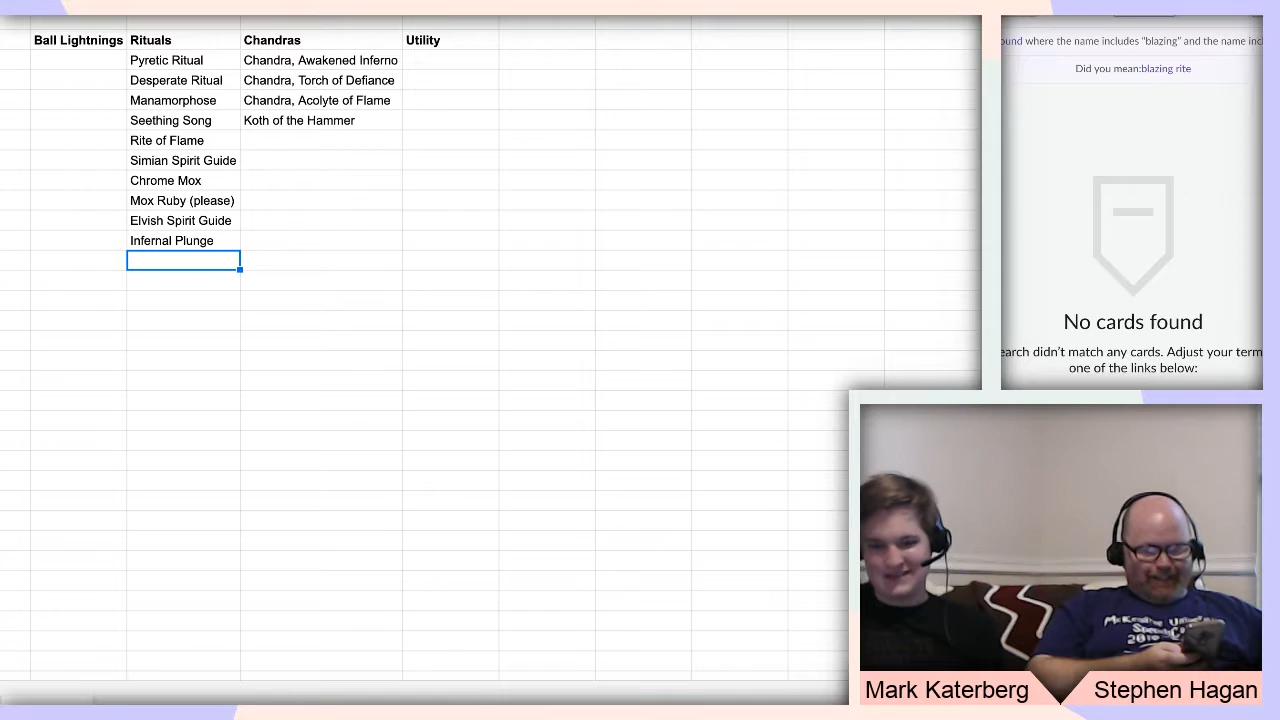 Ball Lightnings Rituals Chandras Utility
Pyretic Ritual Chandra, Awakened Inferno
Desperate Ritual Chandra, Torch of Defiance
Manamorphose Chandra, Acolyte of Flame
Seething Song Koth of the Hammer
Rite of Flame
Simian Spirit Guide
Chrome Mox
Mox Ruby (please)
Elvish Spirit Guide
Infernal Plunge
ound where the name includes “blazing” and the name incl
Did you mean:blazing rite
No cards found
earch didn’t match any cards. Adjust your term
one of the links below:
Mark Katerberg
Stephen Hagan